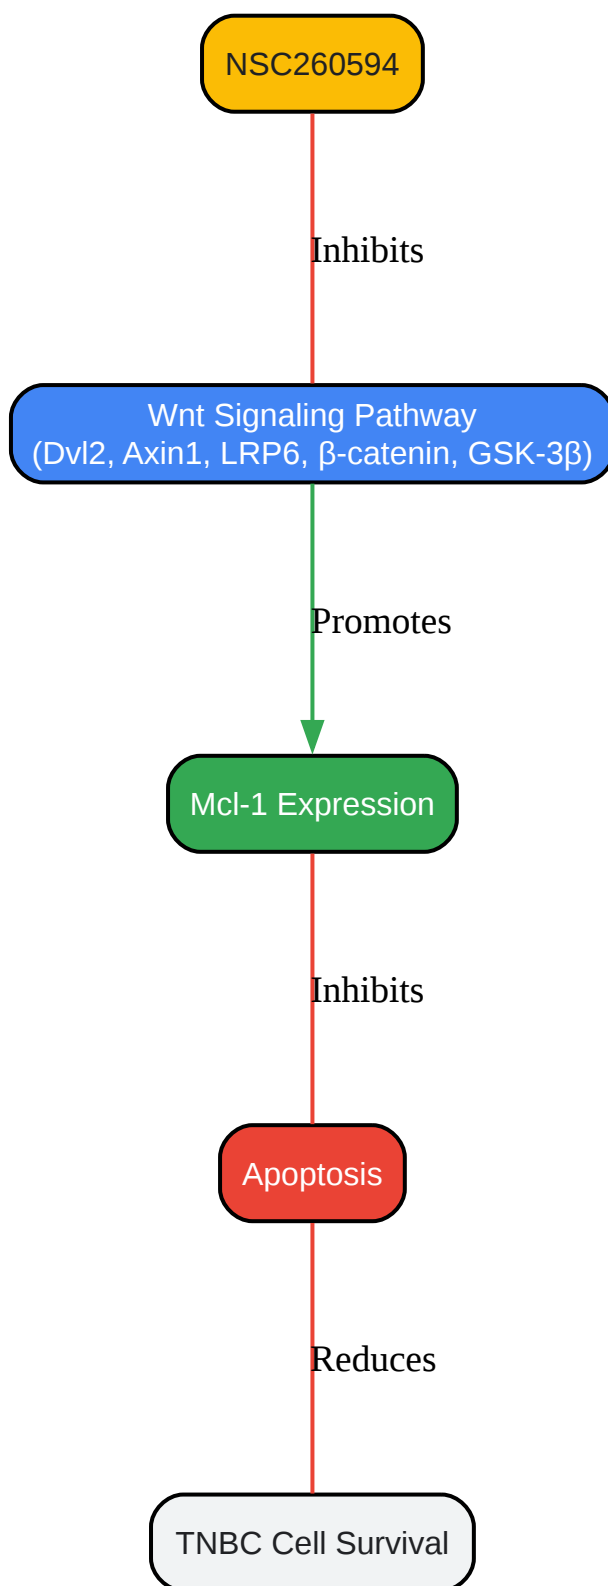 NSC260594
Inhibits
Wnt Signaling Pathway
(Dvl2, Axin1, LRP6, β-catenin, GSK-3β)
Promotes
Mcl-1 Expression
Inhibits
Apoptosis
Reduces
TNBC Cell Survival